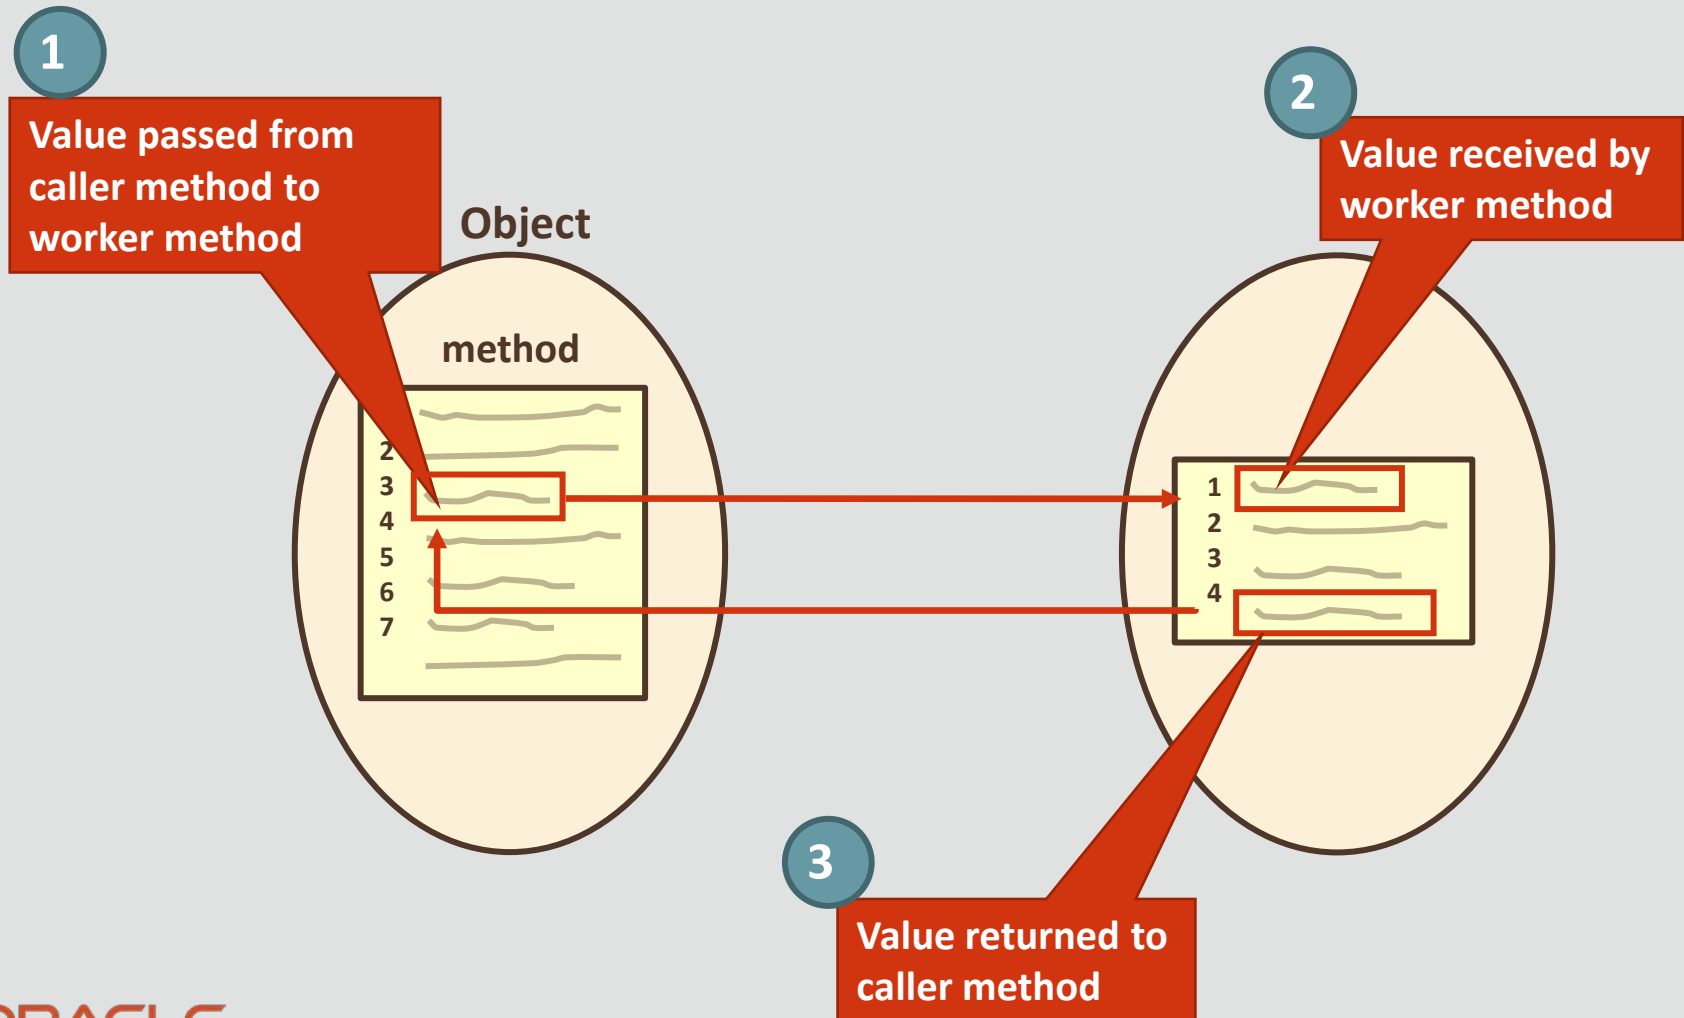 1
Value passed from
caller method to
worker method
2
Value received by
worker method
Object
method
2
3
4
5
6
7
1
2
3
4
3
Value returned to
caller method
ORACLE